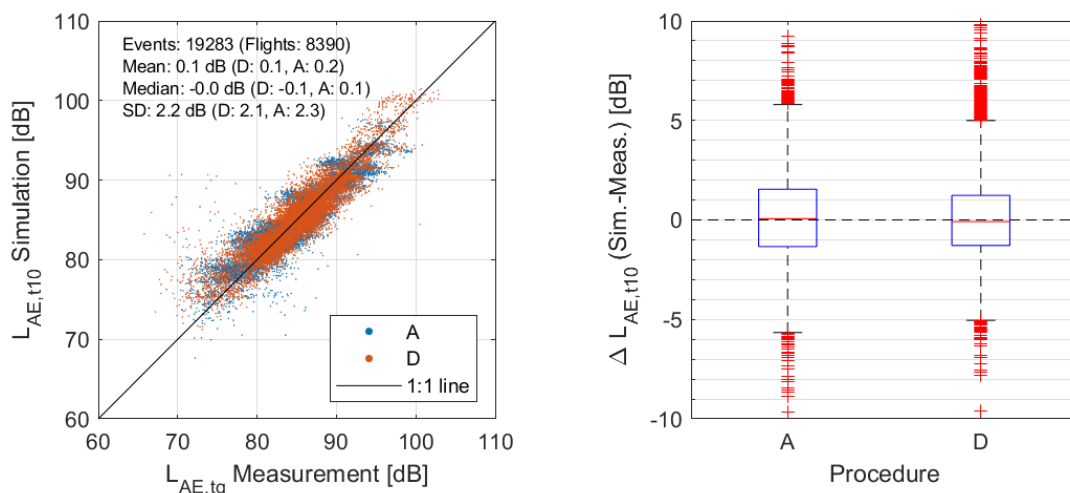 110
100
90
80
70
60
60 70 80 90 100 110
L_AE,t10 Simulation [dB]
L_AE,tg Measurement [dB]
Events: 19283 (Flights: 8390)
Mean: 0.1 dB (D: 0.1, A: 0.2)
Median: -0.0 dB (D: -0.1, A: 0.1)
SD: 2.2 dB (D: 2.1, A: 2.3)
A
D
1:1 line
10
5
0
-5
-10
Δ L_AE,t10 (Sim.-Meas.) [dB]
A D
Procedure